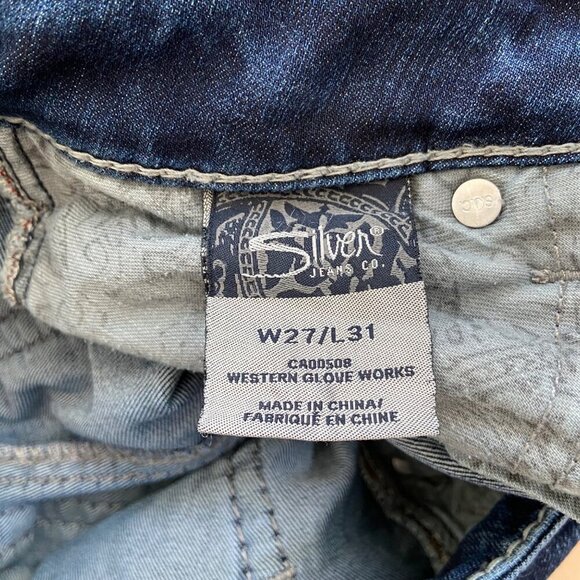 Silver®
JEANS CO.
W27/L31
CA00508
WESTERN GLOVE WORKS
MADE IN CHINA/
FABRIQUÉ EN CHINE